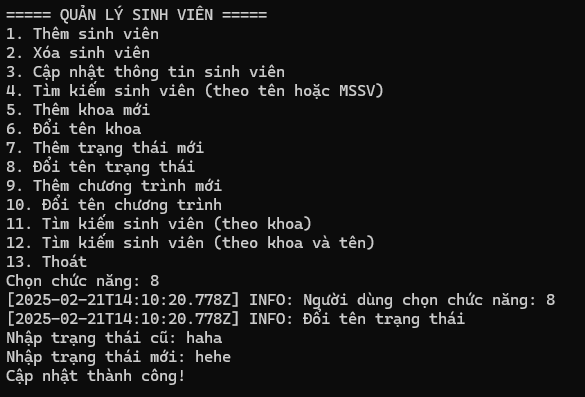 ===== QUẢN LÝ SINH VIÊN =====
1. Thêm sinh viên
2. Xóa sinh viên
3. Cập nhật thông tin sinh viên
4. Tìm kiếm sinh viên (theo tên hoặc MSSV)
5. Thêm khoa mới
6. Đổi tên khoa
7. Thêm trạng thái mới
8. Đổi tên trạng thái
9. Thêm chương trình mới
10. Đổi tên chương trình
11. Tìm kiếm sinh viên (theo khoa)
12. Tìm kiếm sinh viên (theo khoa và tên)
13. Thoát
Chọn chức năng: 8
[2025-02-21T14:10:20.778Z] INFO: Người dùng chọn chức năng: 8
[2025-02-21T14:10:20.778Z] INFO: Đổi tên trạng thái
Nhập trạng thái cũ: haha
Nhập trạng thái mới: hehe
Cập nhật thành công!